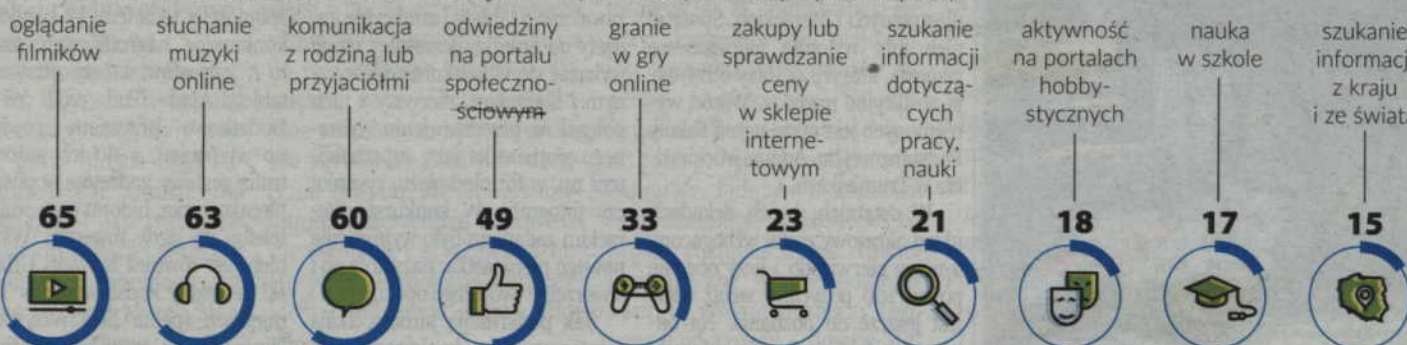 oglądanie
filmików
słuchanie
muzyki
online
komunikacja
z rodziną lub
przyjaciółmi
odwiedziny
na portalu
społeczno-
ściowym
granie
w gry
online
zakupy lub
sprawdzanie
ceny
w sklepie
interne-
towym
szukanie
informacji
dotyczą-
cych
pracy,
nauki
aktywność
na portalach
hobby-
stycznych
nauka
w szkole
szukanie
informacj
z kraju
i ze świata
65
63
60
49
33
23
21
18
17
15